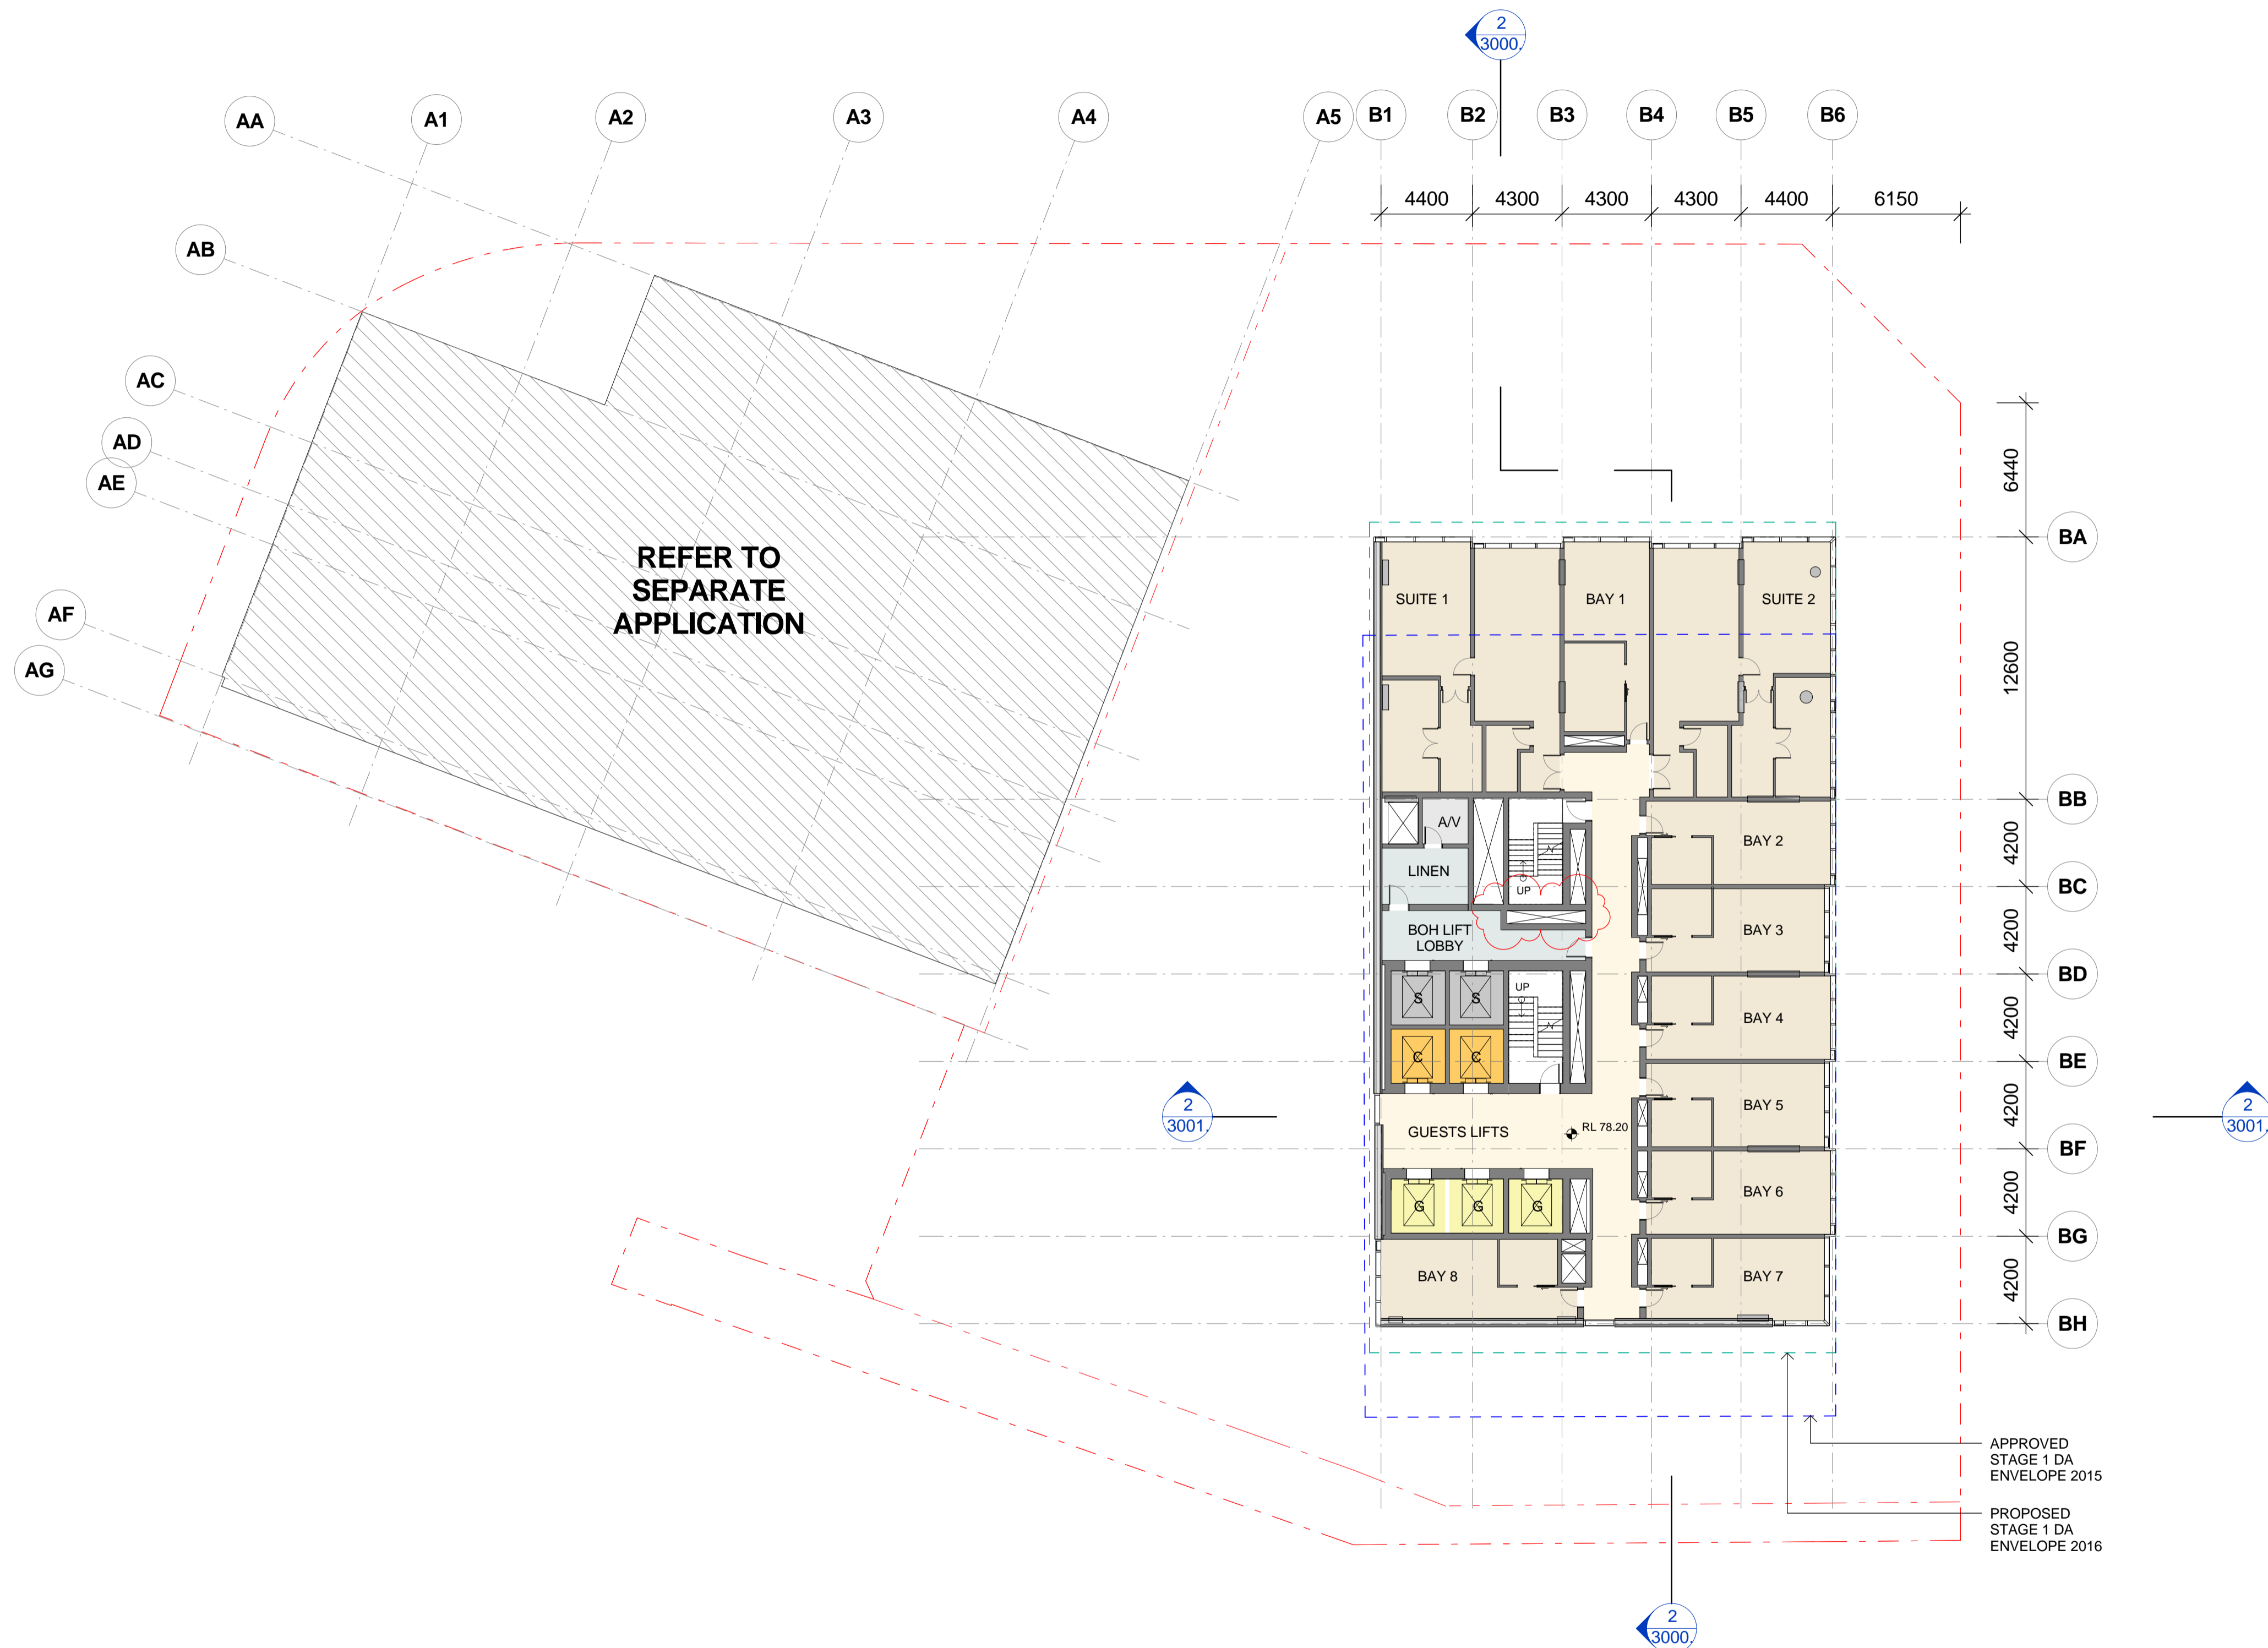 2
3000.
AA
A1
A2
A3
A4
A5
B1
B2
B3
B4
B5
B6
4400
4300
4300
4300
4400
6150
AB
AC
AD
AE
AF
AG
REFER TO
SEPARATE
APPLICATION
6440
BA
SUITE 1
BAY 1
SUITE 2
12600
BB
A/V
BAY 2
4200
LINEN
UP
BC
BOH LIFT
LOBBY
BAY 3
4200
BD
UP
S
S
BAY 4
4200
C
C
BE
2
3001.
GUESTS LIFTS
RL 78.20
BAY 5
4200
2
3001.
BF
G
G
G
BAY 6
4200
BG
BAY 8
BAY 7
4200
BH
APPROVED
STAGE 1 DA
ENVELOPE 2015
PROPOSED
STAGE 1 DA
ENVELOPE 2016
2
3000.